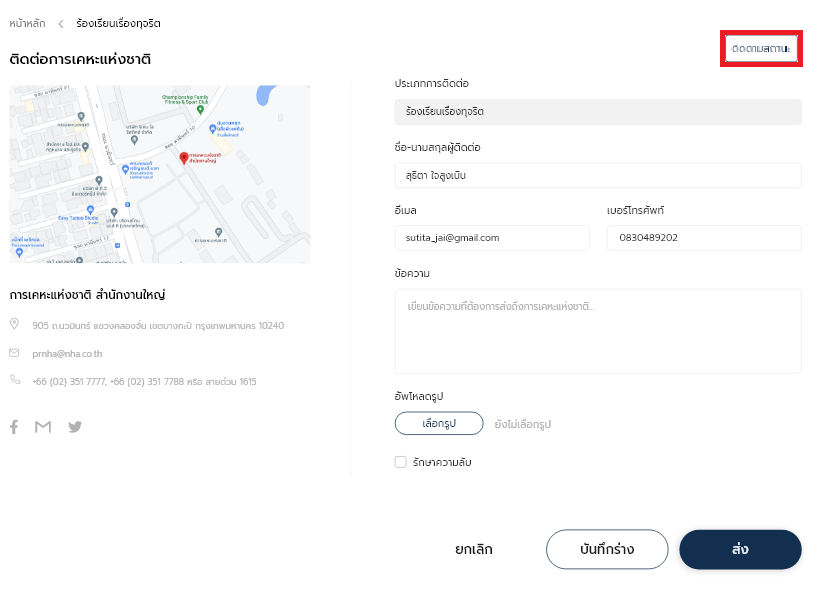 หน้าหลัก < ร้องเรียนเรื่องทุจริต
ติดตามสถานะ
ติดต่อการเคหะแห่งชาติ
Championship Family
Fitness & Sport Club
การเคหะแห่งชาติ
สำนักงานใหญ่
Easy Tattoo Studio
การเคหะแห่งชาติ สำนักงานใหญ่
905 ถ.นวมินทร์ แขวงคลองจั่น เขตบางกะปิ กรุงเทพมหานคร 10240
prnha@nha.co.th
+66 (02) 351 7777, +66 (02) 351 7788 หรือ สายด่วน 1615
ประเภทการติดต่อ
ร้องเรียนเรื่องทุจริต
ชื่อ-นามสกุลผู้ติดต่อ
สุธิตา ใจสูงเนิน
อีเมล
เบอร์โทรศัพท์
sutita_jai@gmail.com
0830489202
ข้อความ
เขียนข้อความที่ต้องการส่งถึงการเคหะแห่งชาติ...
อัพโหลดรูป
เลือกรูป
ยังไม่เลือกรูป
รักษาความลับ
ยกเลิก
บันทึกร่าง
ส่ง